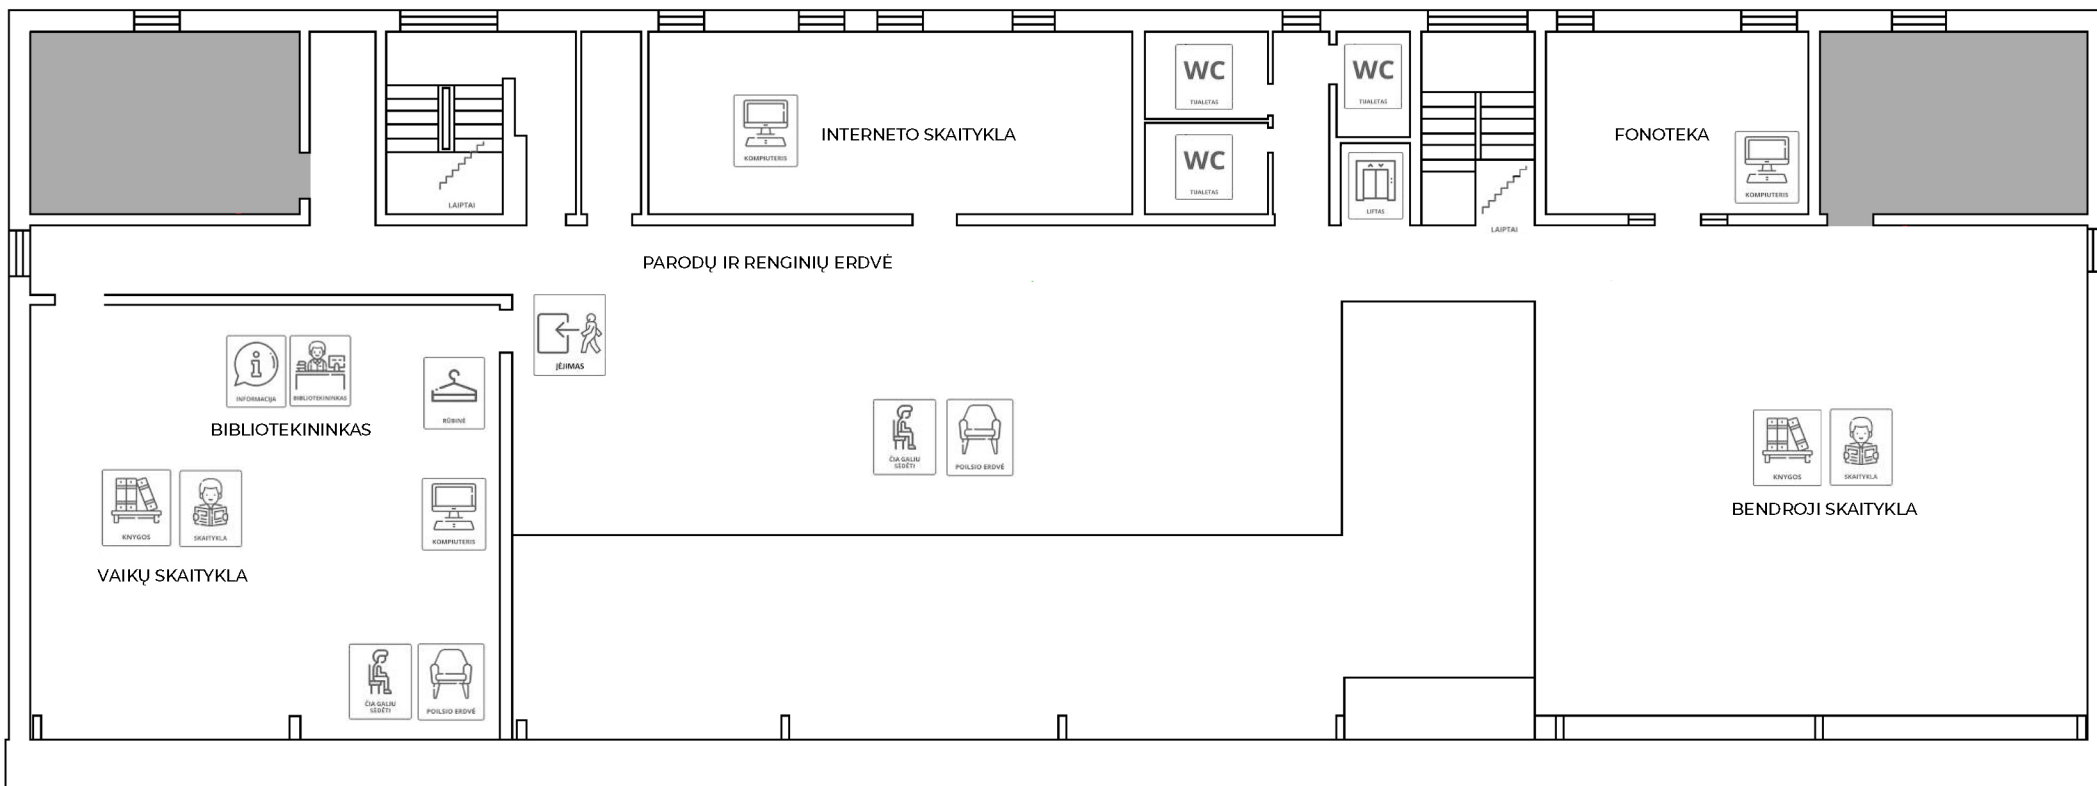 WC
TUALETAS
WC
TUALETAS
KOMPIUTERIS
INTERNETO SKAITYKLA
FONOTEKA
WC
TUALETAS
KOMPIUTERIS
LAIPTAI
LIFTAS
LAIPTAI
PARODŲ IR RENGINIŲ ERDVĖ
ĮĖJIMAS
INFORMACIJA
BIBLIOTEKININKAS
RŪBINĖ
BIBLIOTEKININKAS
ČIA GALIU
SĖDĖTI
POILSIO ERDVĖ
KNYGOS
SKAITYKLA
BENDROJI SKAITYKLA
KNYGOS
SKAITYKLA
KOMPIUTERIS
VAIKŲ SKAITYKLA
ČIA GALIU
SĖDĖTI
POILSIO ERDVĖ